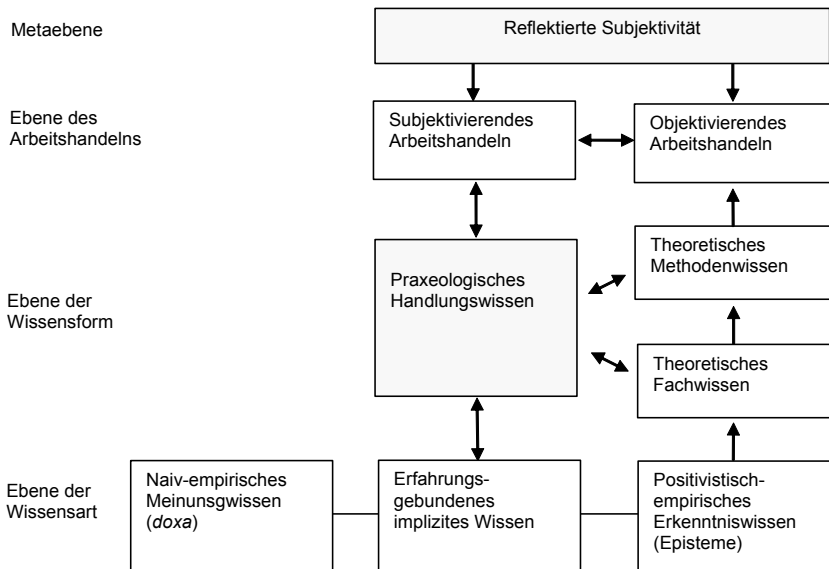 Metaebene
Reflektierte Subjektivität
Ebene des
Arbeitshandelns
Subjektivierendes
Arbeitshandeln
Objektivierendes
Arbeitshandeln
Ebene der
Wissensform
Praxeologisches
Handlungswissen
Theoretisches
Methodenwissen
Theoretisches
Fachwissen
Ebene der
Wissensart
Naiv-empirisches
Meinunsgwissen
(doxa)
Erfahrungs-
gebundenes
implizites Wissen
Positivistisch-
empirisches
Erkenntniswissen
(Episteme)